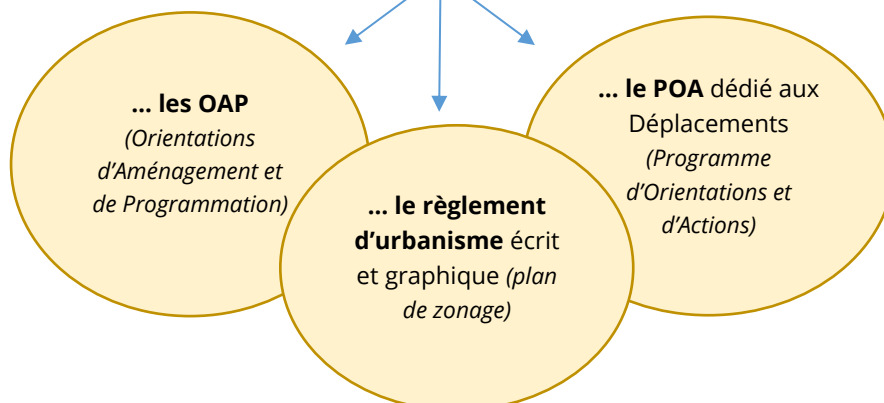 ... les OAP
(Orientations
d'Aménagement et
de Programmation)
... le règlement
d'urbanisme écrit
et graphique (plan
de zonage)
... le POA dédié aux
Déplacements
(Programme
d'Orientations et
d'Actions)